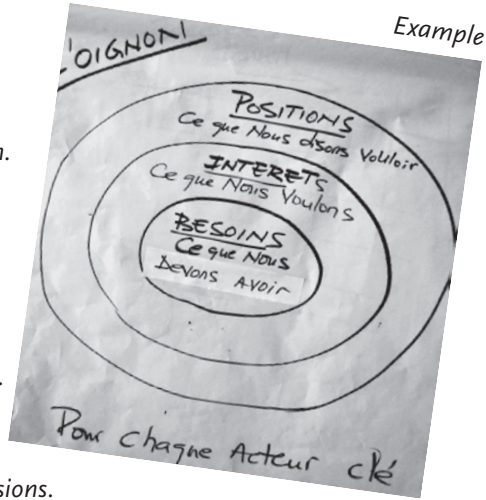 Example
'OIGNON
POSITIONS
Ce que Nous disons Vouloir
INTERETS
Ce que Nous Voulons
BESOINS
Ce que Nous
Devons Avoir
Pour chaque Acteur clé
sions.